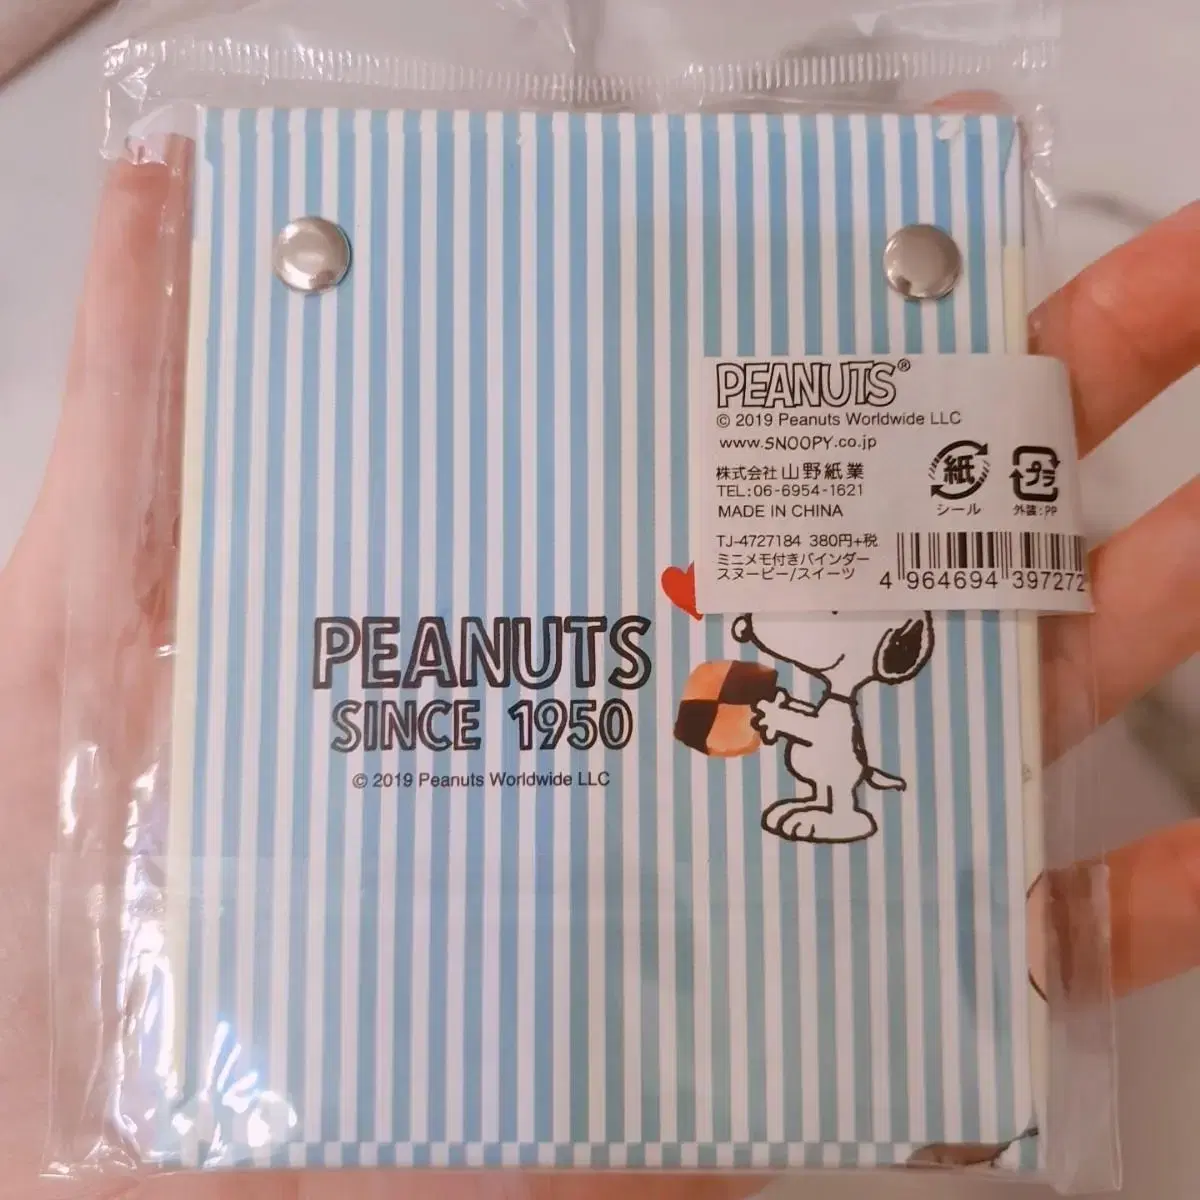 PEANUTS®
© 2019 Peanuts Worldwide LLC
www.SNOOPY.co.jp
株式会社 山野紙業
TEL:06-6954-1621
MADE IN CHINA
紙
シール
プラ
外装:PP
TJ-4727184 380円+税
ミニメモ付きバインダー
スヌーピー/スイーツ
4 964694 397272
PEANUTS
SINCE 1950
© 2019 Peanuts Worldwide LLC